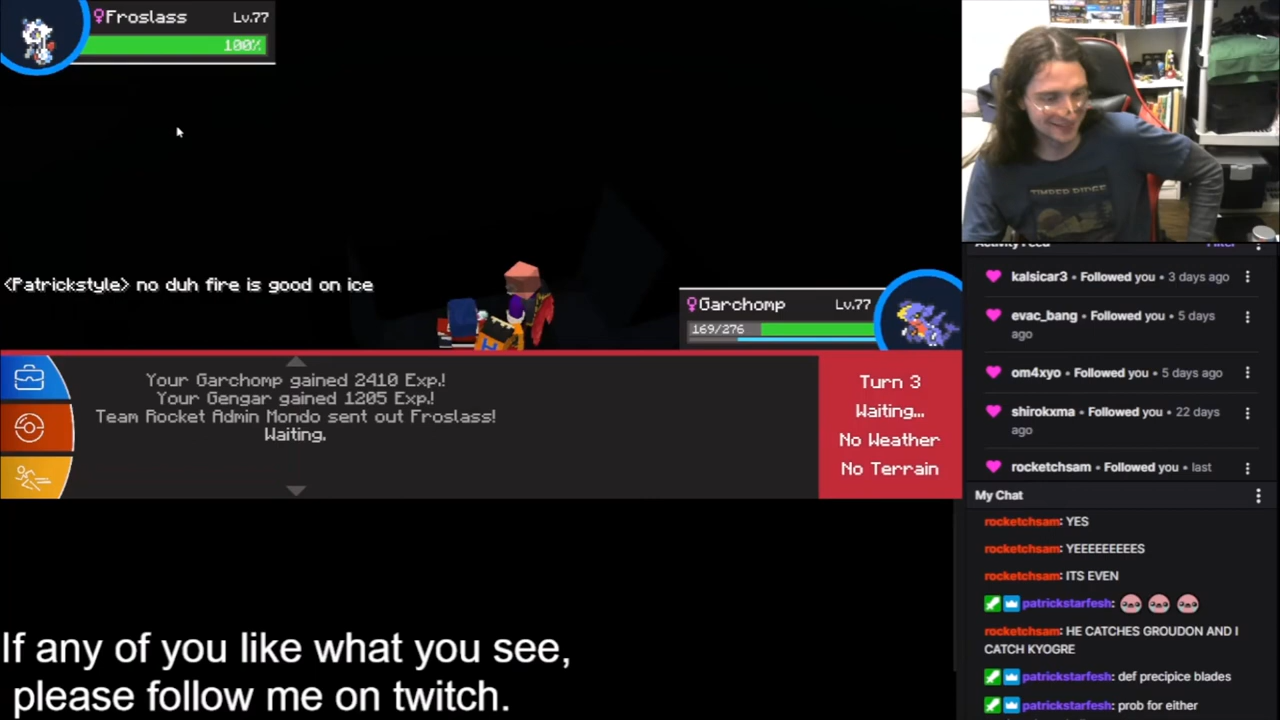 ♀Froslass Lv.77
100%
<Patrickstyle> no duh fire is good on ice
♀Garchomp Lv.77
169/276
Your Garchomp gained 2410 Exp.!
Your Gengar gained 1205 Exp.!
Team Rocket Admin Mondo sent out Froslass!
Waiting.
Turn 3
Waiting...
No Weather
No Terrain
If any of you like what you see,
please follow me on twitch.
TIMBER RIDGE
Activity Feed Filter
kalsicar3 • Followed you • 3 days ago
evac_bang • Followed you • 5 days
ago
om4xyo • Followed you • 5 days ago
shirokxma • Followed you • 22 days
ago
rocketchsam • Followed you • last
My Chat
rocketchsam: YES
rocketchsam: YEEEEEEEEES
rocketchsam: ITS EVEN
patrickstarfesh:
rocketchsam: HE CATCHES GROUDON AND I
CATCH KYOGRE
patrickstarfesh: def precipice blades
patrickstarfesh: prob for either